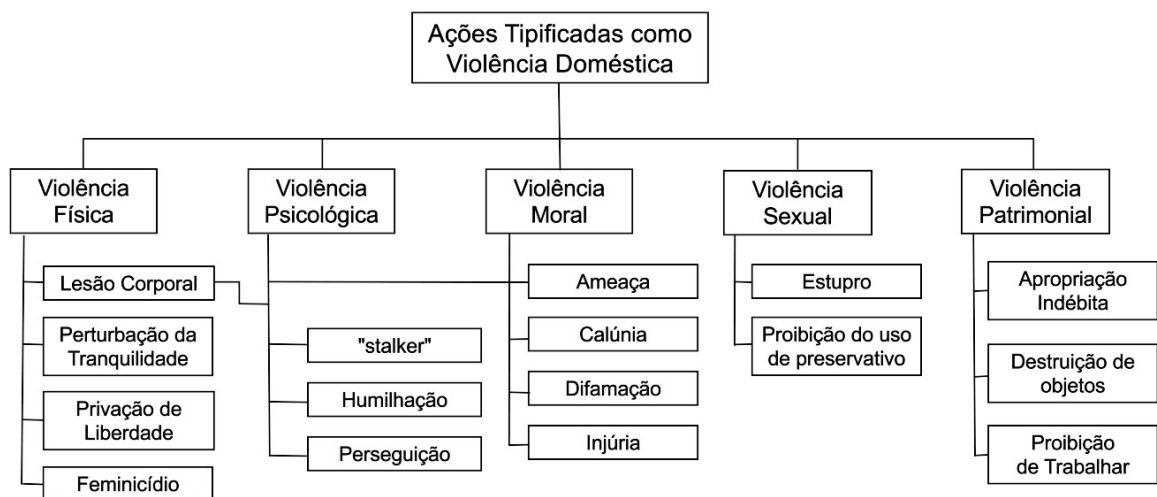 Ações Tipificadas como
Violência Doméstica
Violência
Física
Violência
Psicológica
Violência
Moral
Violência
Sexual
Violência
Patrimonial
Lesão Corporal
Perturbação da
Tranquilidade
Privação de
Liberdade
Feminicídio
"stalker"
Humilhação
Perseguição
Ameaça
Calúnia
Difamação
Injúria
Estupro
Proibição do uso
de preservativo
Apropriação
Indébita
Destruição de
objetos
Proibição
de Trabalhar